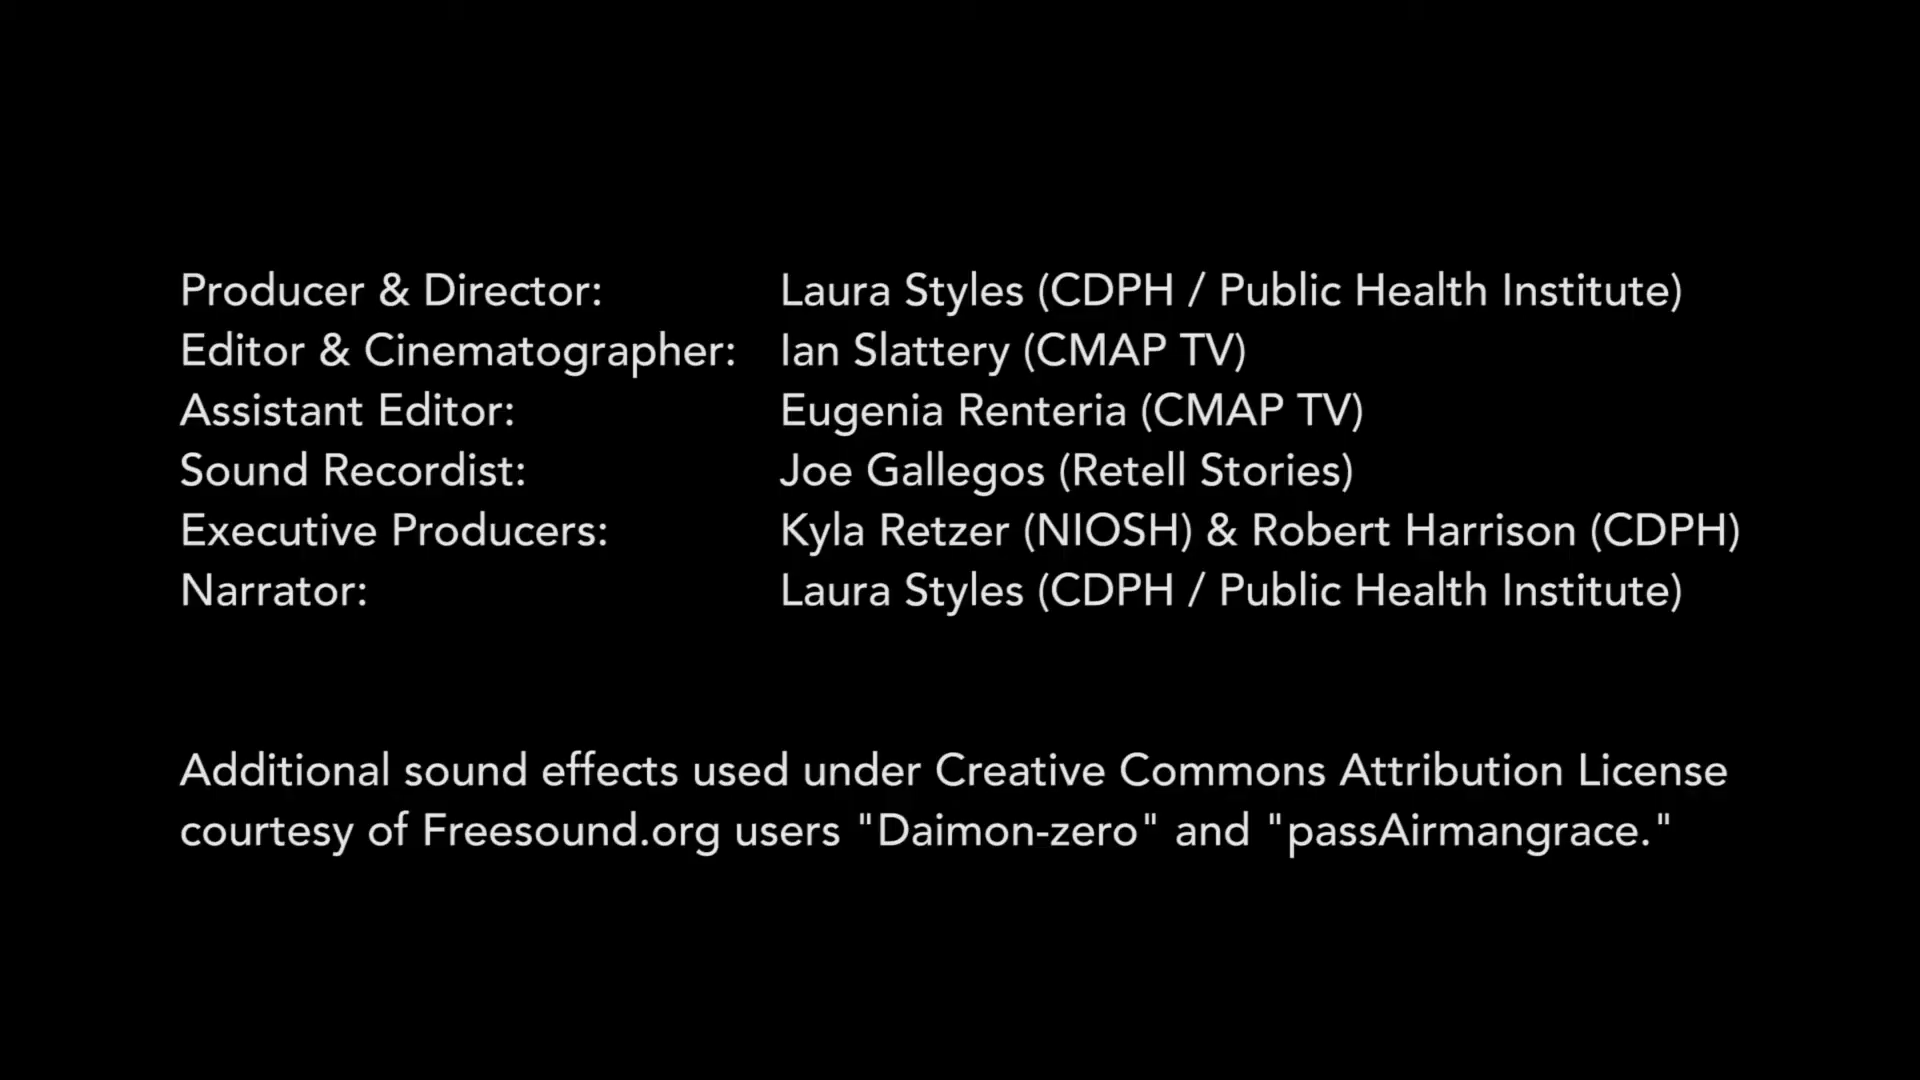 Producer & Director: Laura Styles (CDPH / Public Health Institute)
Editor & Cinematographer: Ian Slattery (CMAP TV)
Assistant Editor: Eugenia Renteria (CMAP TV)
Sound Recordist: Joe Gallegos (Retell Stories)
Executive Producers: Kyla Retzer (NIOSH) & Robert Harrison (CDPH)
Narrator: Laura Styles (CDPH / Public Health Institute)
Additional sound effects used under Creative Commons Attribution License
courtesy of Freesound.org users "Daimon-zero" and "passAirmangrace."